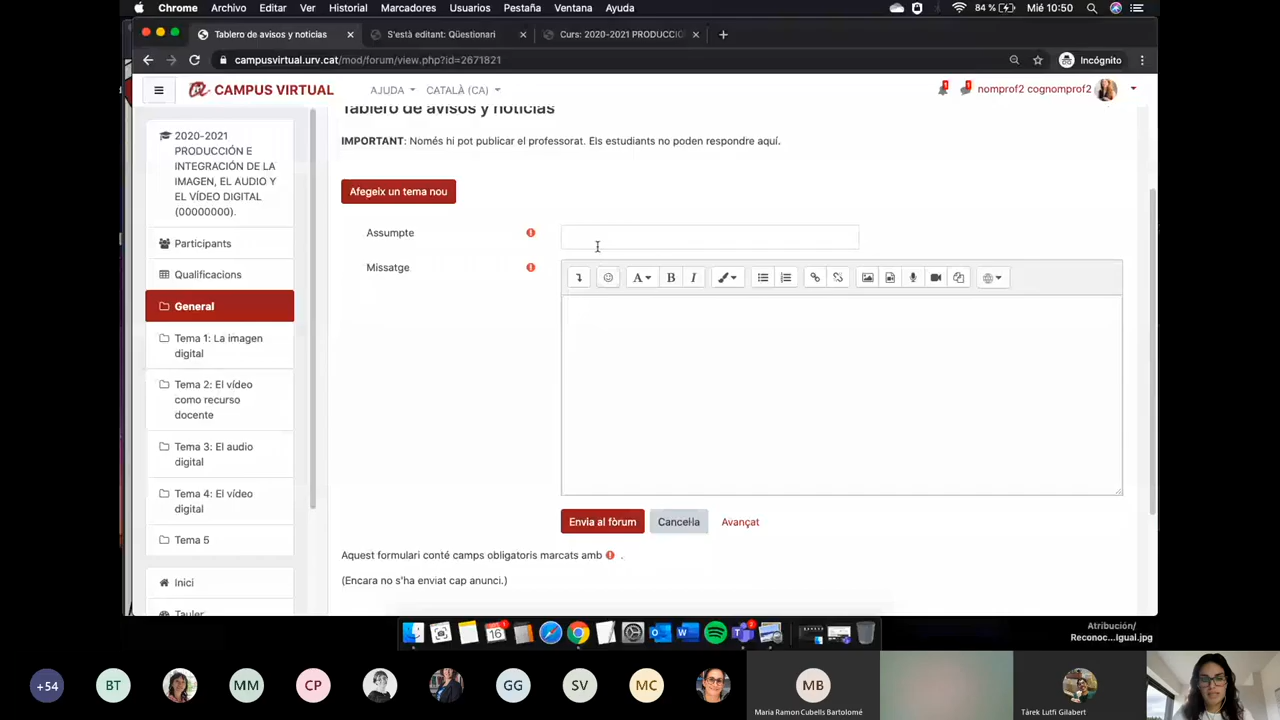 Chrome Archivo Editar Ver Historial Marcadores Usuarios Pestaña Ventana Ayuda 84 % Mié 10:50
Tablero de avisos y noticias S'està editant: Qüestionari Curs: 2020-2021 PRODUCCIÓ
campusvirtual.urv.cat/mod/forum/view.php?id=2671821 Incógnito
CAMPUS VIRTUAL AJUDA CATALÀ (CA) 1 1 nomprof2 cognomprof2
Tablero de avisos y noticias
IMPORTANT: Només hi pot publicar el professorat. Els estudiants no poden respondre aquí.
2020-2021
PRODUCCIÓN E
INTEGRACIÓN DE LA
IMAGEN, EL AUDIO Y
EL VÍDEO DIGITAL
(00000000).
Participants
Qualificacions
General
Tema 1: La imagen
digital
Tema 2: El vídeo
como recurso
docente
Tema 3: El audio
digital
Tema 4: El vídeo
digital
Tema 5
Inici
Tauler
Afegeix un tema nou
Assumpte
Missatge
A B I
Envia al fòrum Cancel·la Avançat
Aquest formulari conté camps obligatoris marcats amb .
(Encara no s'ha enviat cap anunci.)
16 1 2
Atribución/
Reconoc...igual.jpg
+54 BT MM CP GG SV MC MB
Maria Ramon Cubells Bartolomé Tàrek Lutfi Gilabert